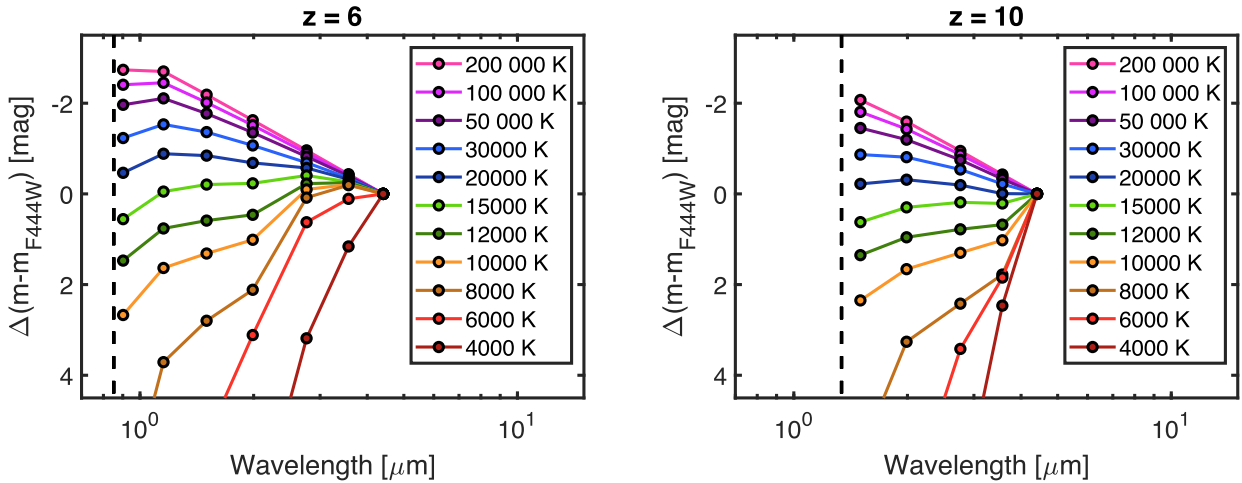 z = 6
-2
0
2
4
Δ(m-m_F444W) [mag]
200 000 K
100 000 K
50 000 K
30000 K
20000 K
15000 K
12000 K
10000 K
8000 K
6000 K
4000 K
10^0
10^1
Wavelength [μm]
z = 10
-2
0
2
4
Δ(m-m_F444W) [mag]
200 000 K
100 000 K
50 000 K
30000 K
20000 K
15000 K
12000 K
10000 K
8000 K
6000 K
4000 K
10^0
10^1
Wavelength [μm]